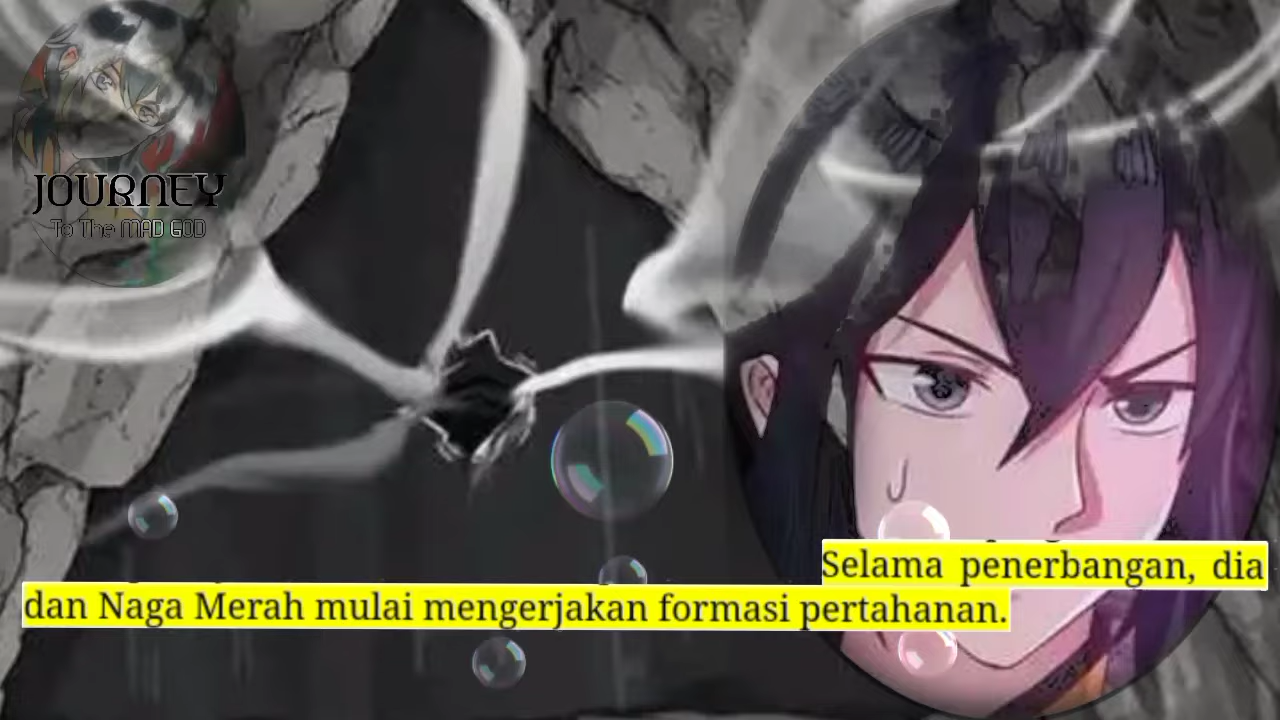 JOURNEY
To The MAD GOD
Selama penerbangan, dia
dan Naga Merah mulai mengerjakan formasi pertahanan.